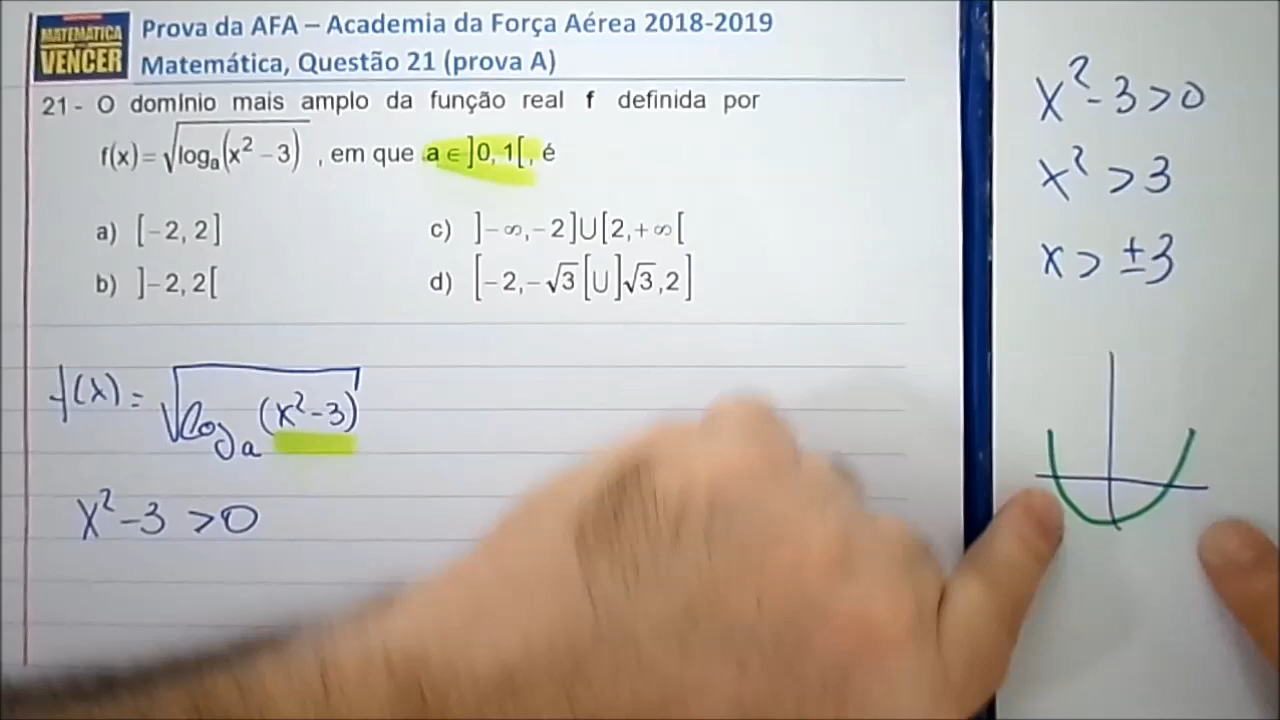 MATEMÁTICA
VENCER
Prova da AFA – Academia da Força Aérea 2018-2019
Matemática, Questão 21 (prova A)
21 - O domínio mais amplo da função real f definida por
f(x) = √logₐ(x² – 3) , em que a ∈ ]0, 1[, é
a) [–2, 2]
b) ]–2, 2[
c) ]–∞, –2]∪[2, +∞[
d) [–2, –√3[∪]√3, 2]
f(x) = √logₐ(x²-3)
x²-3 >0
x²-3>0
x² >3
x> ±3